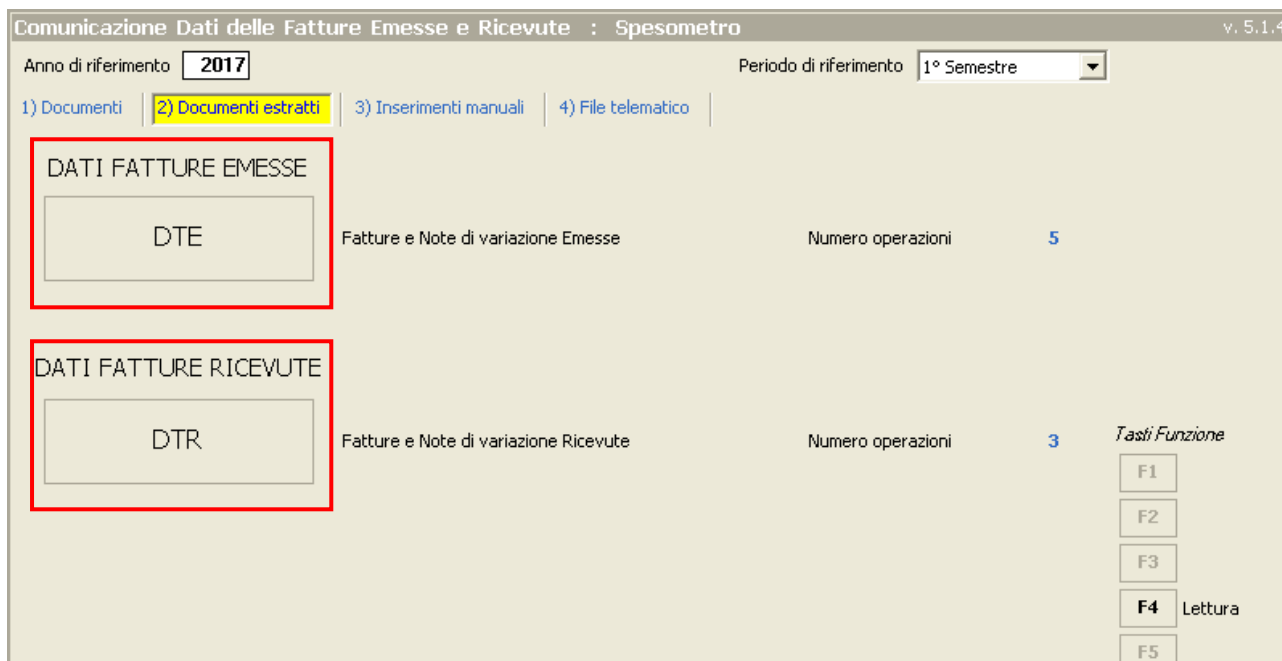 Comunicazione Dati delle Fatture Emesse e Ricevute : Spesometro v. 5.1.4
Anno di riferimento 2017 Periodo di riferimento 1° Semestre
1) Documenti 2) Documenti estratti 3) Inserimenti manuali 4) File telematico
DATI FATTURE EMESSE
DTE Fatture e Note di variazione Emesse Numero operazioni 5
DATI FATTURE RICEVUTE
DTR Fatture e Note di variazione Ricevute Numero operazioni 3
Tasti Funzione
F1
F2
F3
F4 Lettura
F5